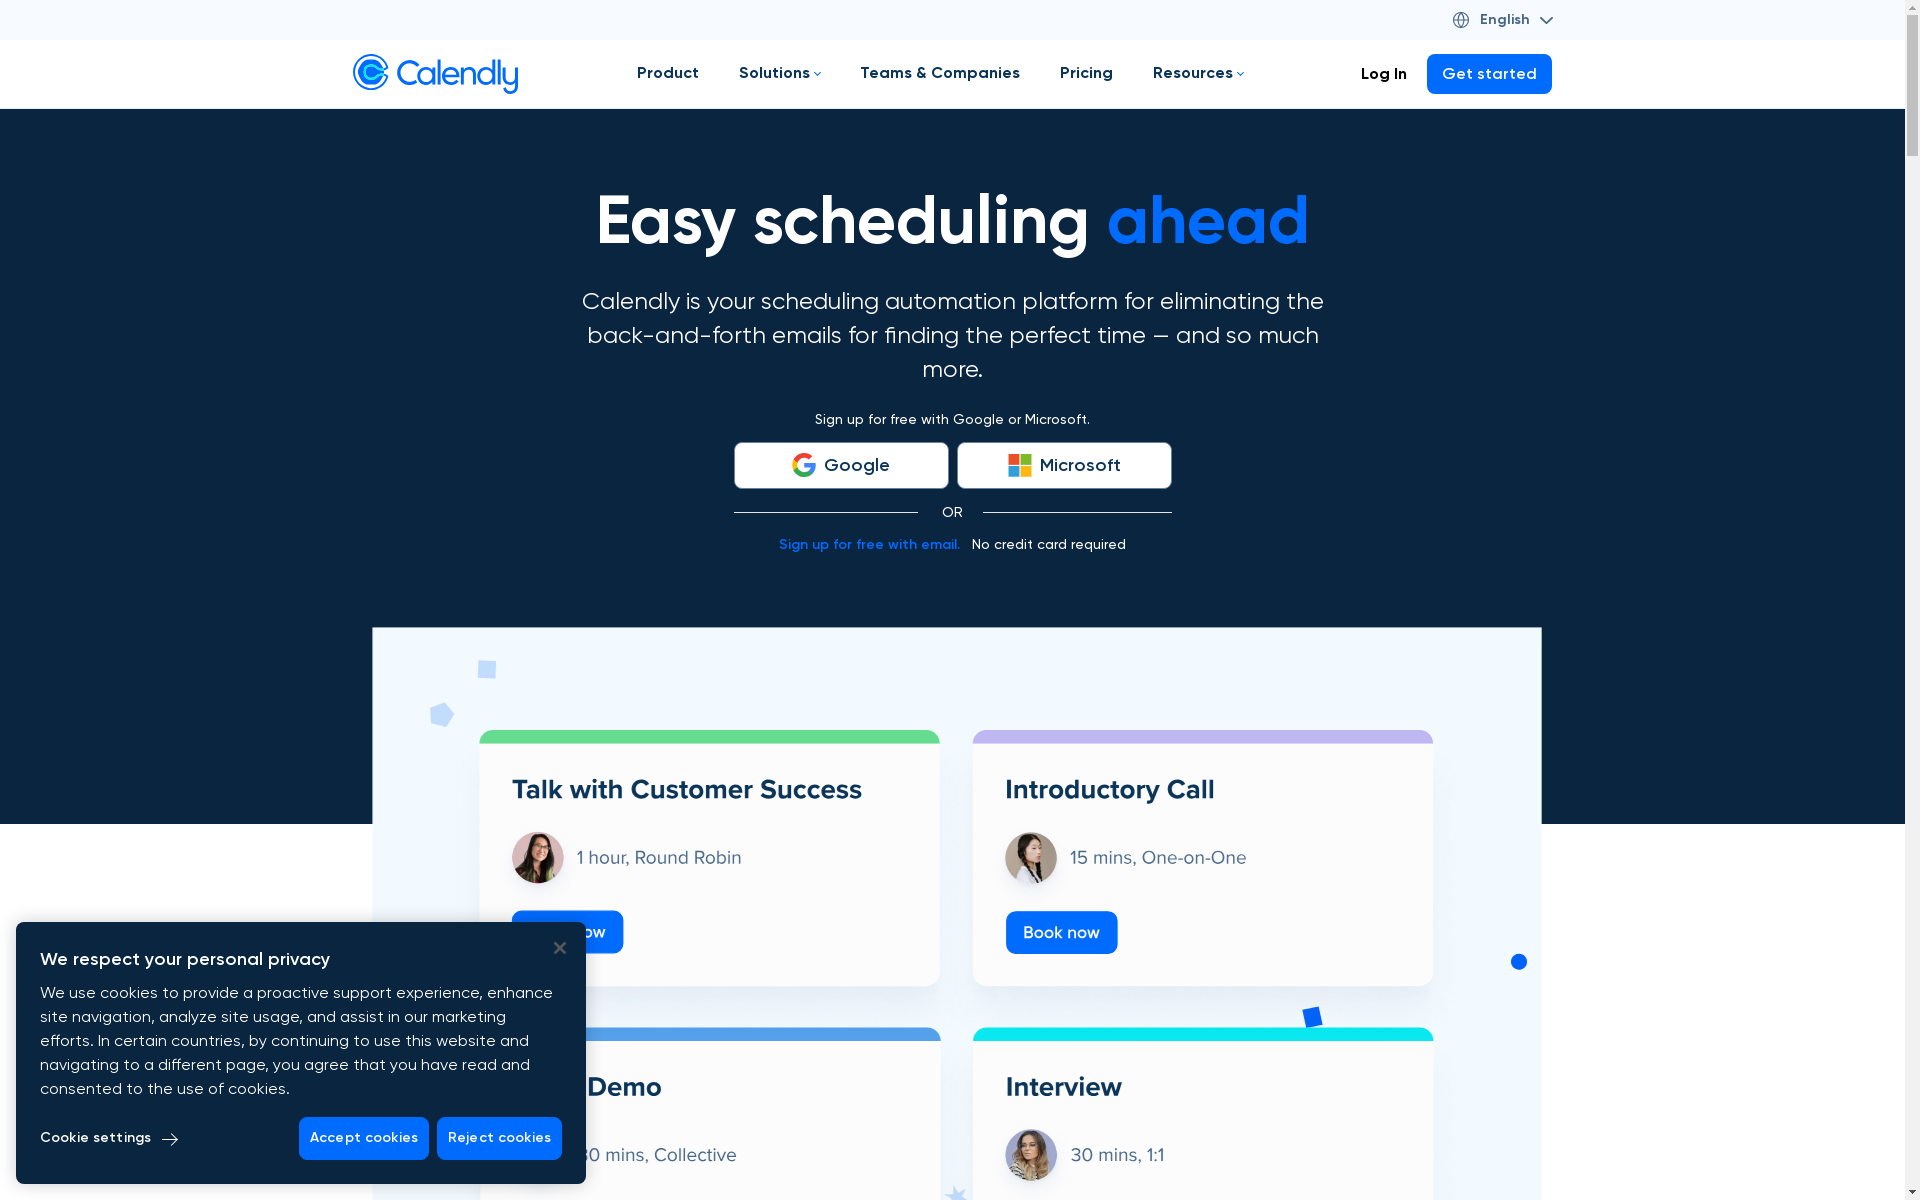 English
Calendly
Product
Solutions
Teams & Companies
Pricing
Resources
Log In
Get started
Easy scheduling ahead
Calendly is your scheduling automation platform for eliminating the
back-and-forth emails for finding the perfect time — and so much
more.
Sign up for free with Google or Microsoft.
Google
Microsoft
OR
Sign up for free with email. No credit card required
Talk with Customer Success
1 hour, Round Robin
Introductory Call
15 mins, One-on-One
Book now
Demo
mins, Collective
Interview
30 mins, 1:1
We respect your personal privacy
We use cookies to provide a proactive support experience, enhance
site navigation, analyze site usage, and assist in our marketing
efforts. In certain countries, by continuing to use this website and
navigating to a different page, you agree that you have read and
consented to the use of cookies.
Cookie settings
Accept cookies
Reject cookies